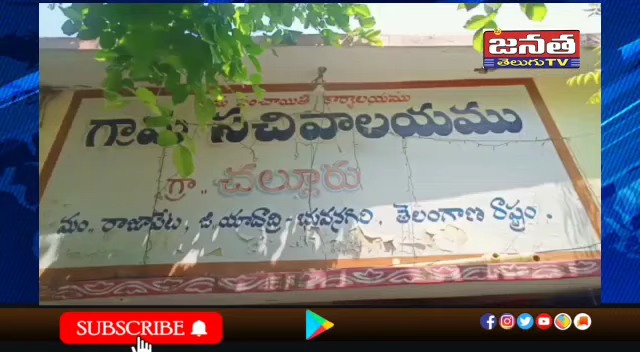 జనతా
తెలుగు TV
పంచాయితి కార్యాలయము
గ్రామ సచివాలయము
గ్రా.. చల్లూరు
మం.. రాజాపేట, జి. యాదాద్రి - భువనగిరి, తెలంగాణ రాష్ట్రం.
SUBSCRIBE